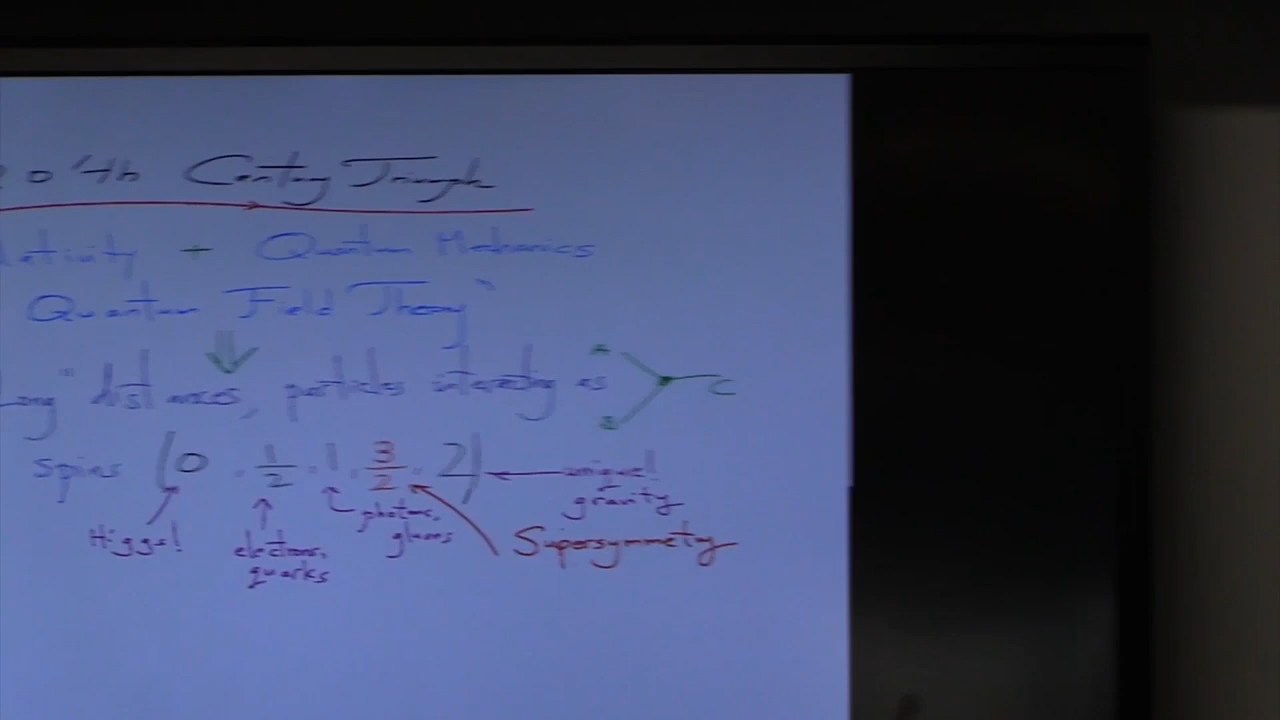 20th Century Triumph
lativity + Quantum Mechanics
Quantum Field Theory"
Long" distances, particles interacting as A B C
Spins (0, 1/2, 1, 3/2, 2) unique!
gravity
Higgs! electrons, quarks photons, gluons Supersymmetry